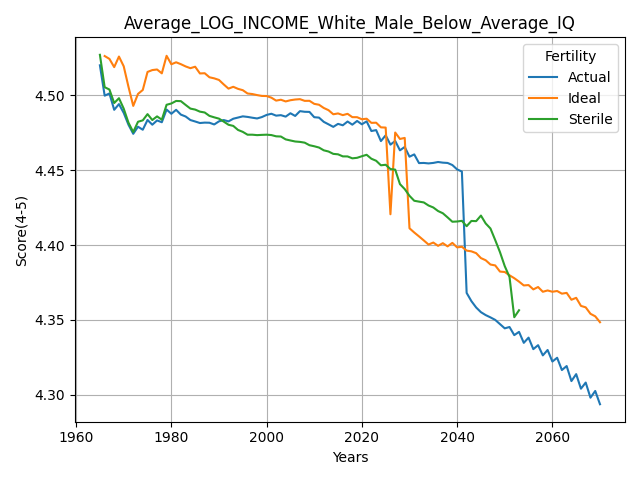 Average_LOG_INCOME_White_Male_Below_Average_IQ
Fertility
Actual
Ideal
Sterile
Score(4-5)
4.50
4.45
4.40
4.35
4.30
1960
1980
2000
2020
2040
2060
Years